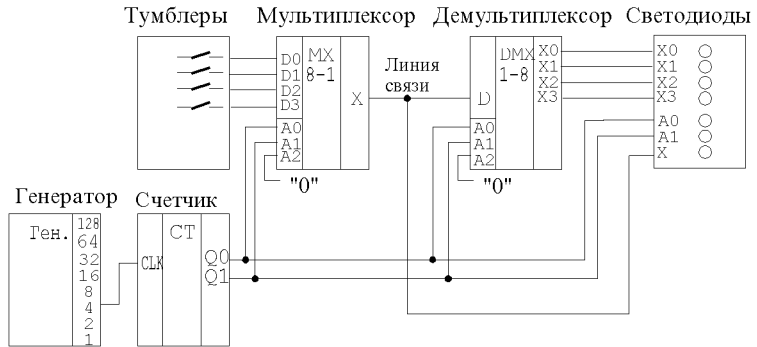 Тумблеры
Мультиплексор
Демультиплексор
Светодиоды
D0
D1
D2
D3
A0
A1
A2
MX
8-1
X
"0"
Линия
связи
D
A0
A1
A2
DMX
1-8
X0
X1
X2
X3
"0"
X0
X1
X2
X3
A0
A1
X
Генератор
Счетчик
Ген.
128
64
32
16
8
4
2
1
CLK
CT
Q0
Q1